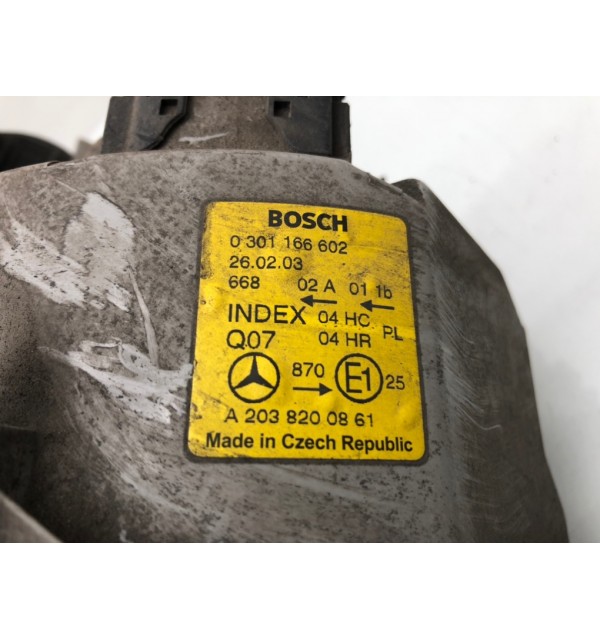 BOSCH
0 301 166 602
26.02.03
668 02 A 01 1b
INDEX 04 HC PL
Q07 04 HR
870 E1 25
A 203 820 08 61
Made in Czech Republic